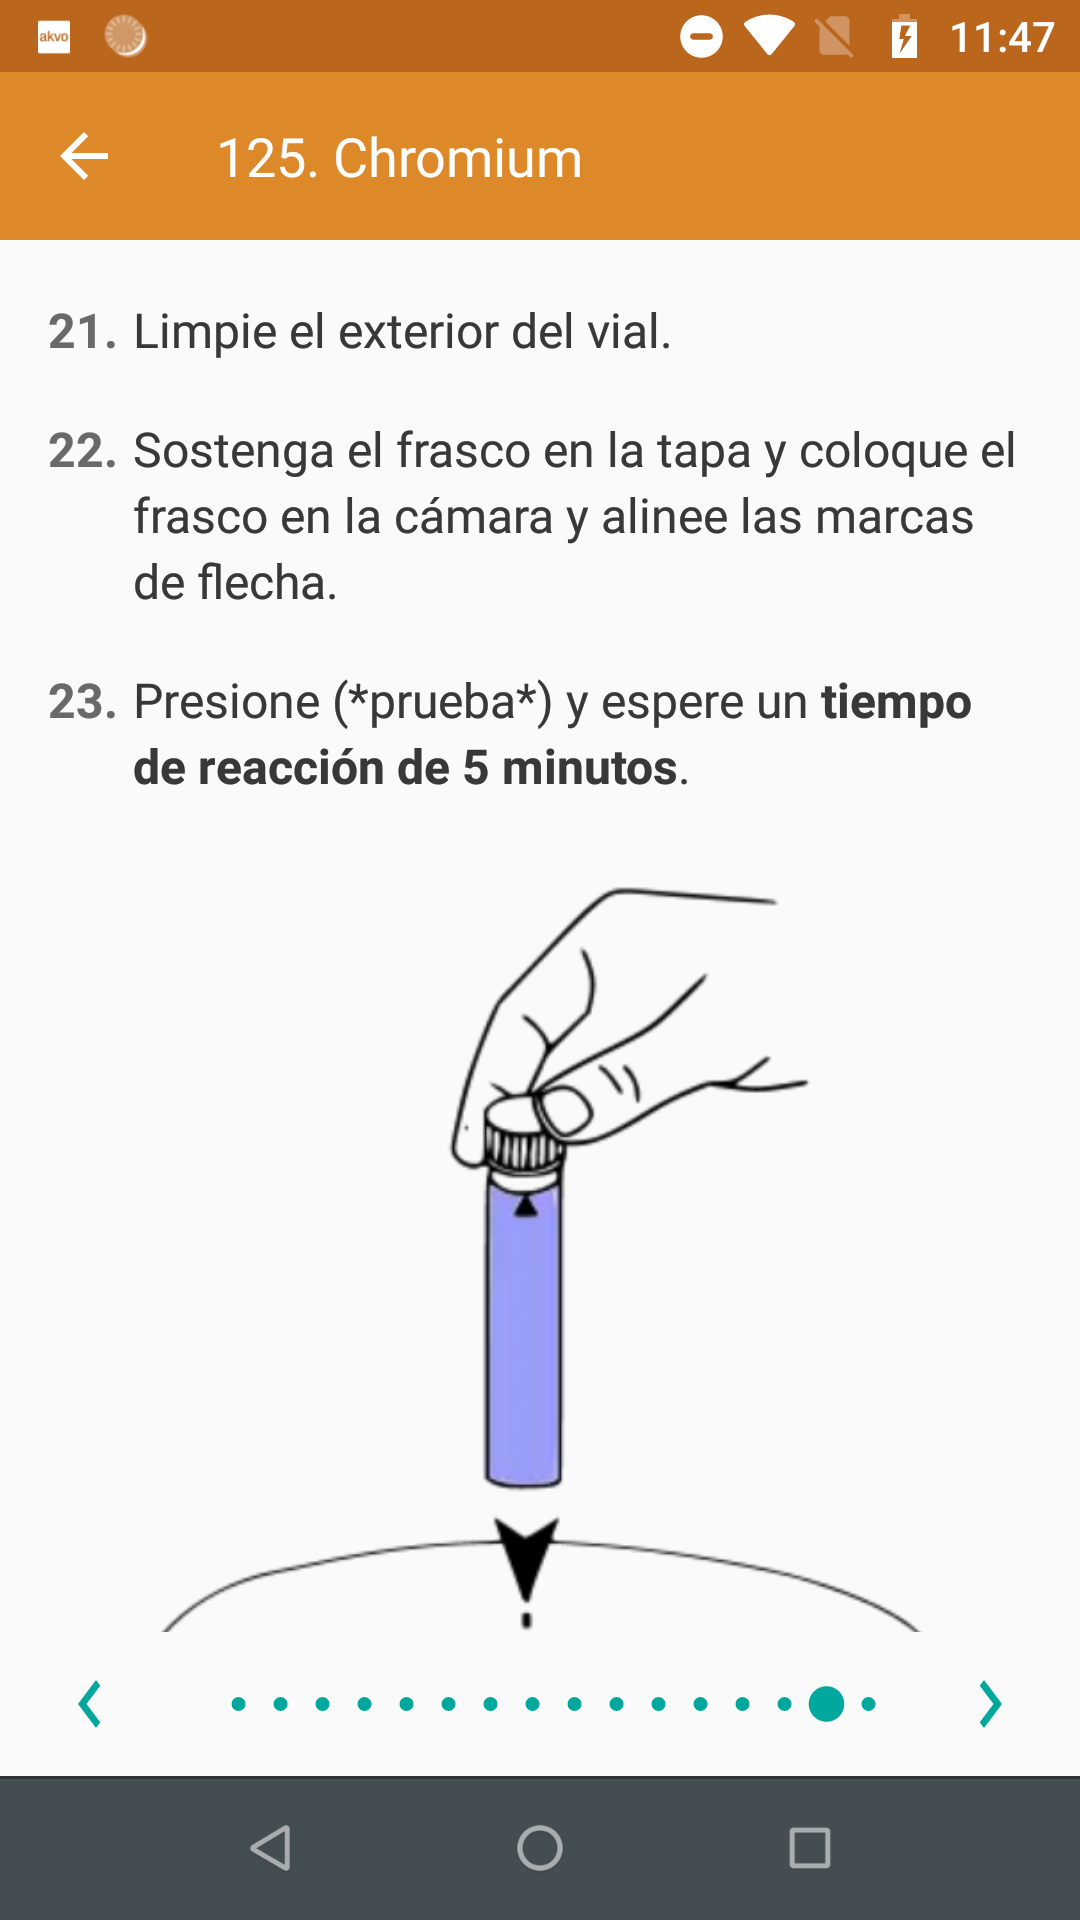 akvo
11:47
125. Chromium
21. Limpie el exterior del vial.
22. Sostenga el frasco en la tapa y coloque el
frasco en la cámara y alinee las marcas
de flecha.
23. Presione (*prueba*) y espere un tiempo
de reacción de 5 minutos.